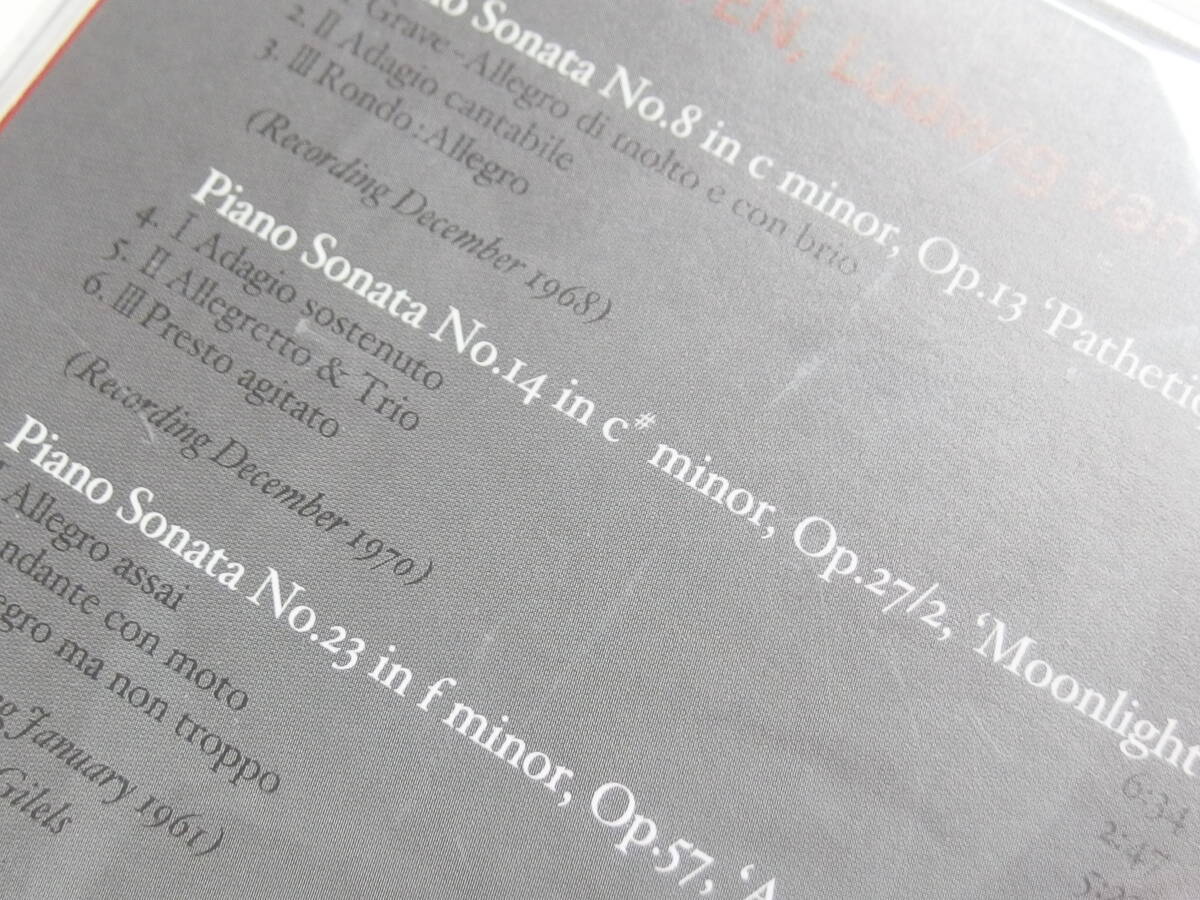 EN, Ludwig van
Sonata No.8 in c minor, Op.13 ‘Patheti
Grave - Allegro di molto e con brio
2. II Adagio cantabile
3. III Rondo : Allegro
(Recording December 1968)
Piano Sonata No.14 in c# minor, Op.27/2, ‘Moonlight
4. I Adagio sostenuto 6:34
5. II Allegretto & Trio 2:47
6. III Presto agitato
(Recording December 1970)
Piano Sonata No.23 in f minor, Op.57, ‘A
Allegro assai
ndante con moto
egro ma non troppo
g January 1961)
Gilels